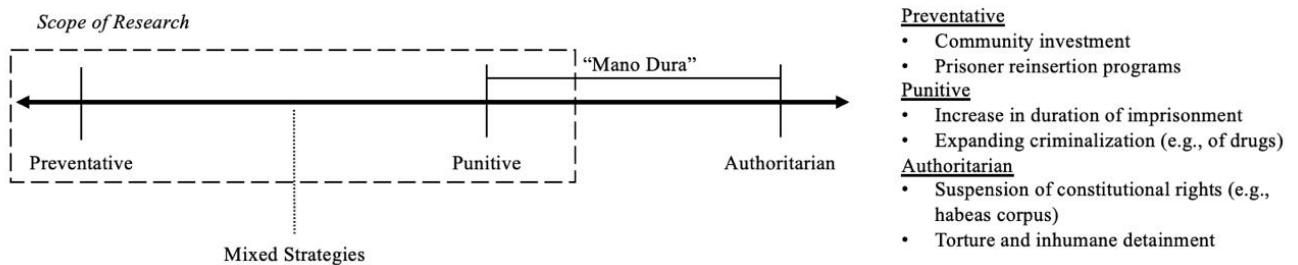 Scope of Research
“Mano Dura”
Preventative
Punitive
Authoritarian
Mixed Strategies
Preventative
• Community investment
• Prisoner reinsertion programs
Punitive
• Increase in duration of imprisonment
• Expanding criminalization (e.g., of drugs)
Authoritarian
• Suspension of constitutional rights (e.g.,
habeas corpus)
• Torture and inhumane detainment